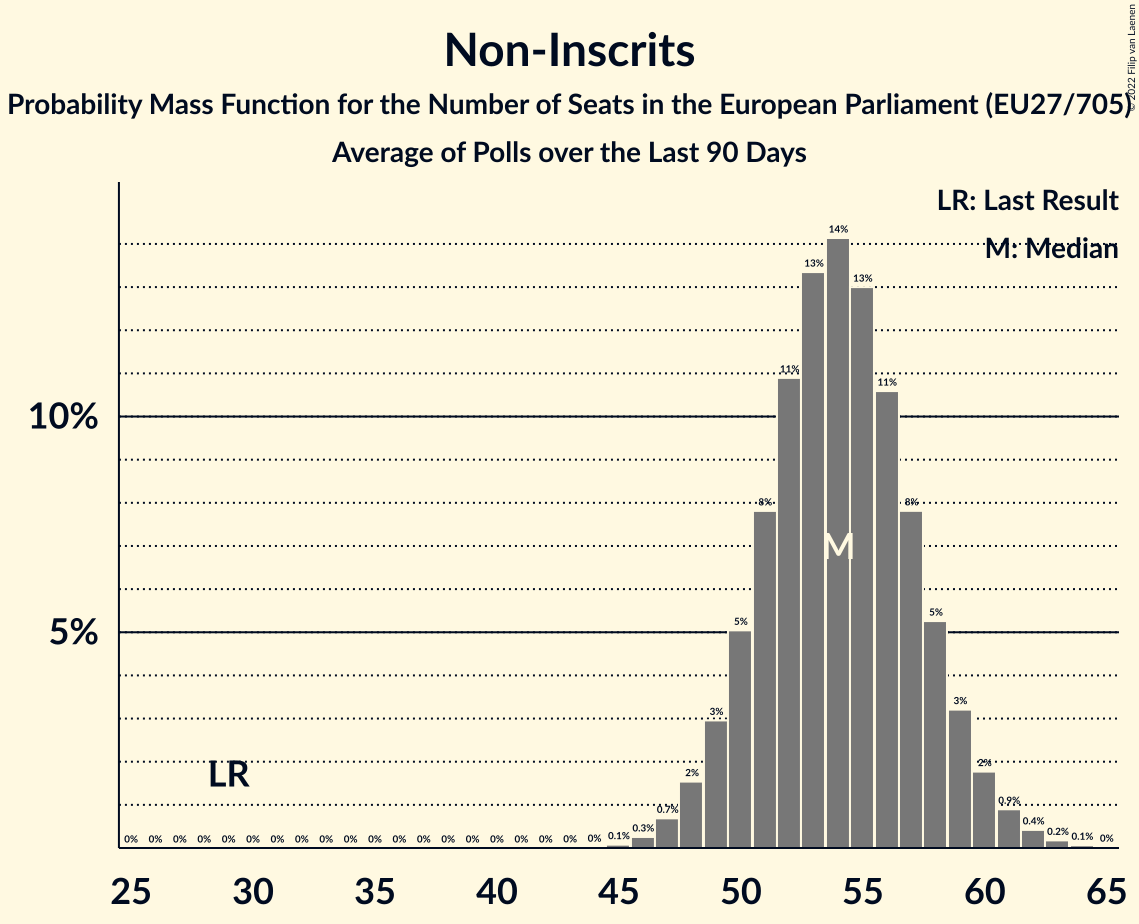 Non-Inscrits
Probability Mass Function for the Number of Seats in the European Parliament (EU27/705)
Average of Polls over the Last 90 Days
© 2022 Filip van Laenen
LR: Last Result
M: Median
10%
5%
0% 0% 0% 0% 0% 0% 0% 0% 0% 0% 0% 0% 0% 0% 0% 0% 0% 0% 0% 0% 0.1% 0.3% 0.7% 2% 3% 5% 8% 11% 13% 14% 13% 11% 8% 5% 3% 2% 0.9% 0.4% 0.2% 0.1% 0%
M
LR
25 30 35 40 45 50 55 60 65